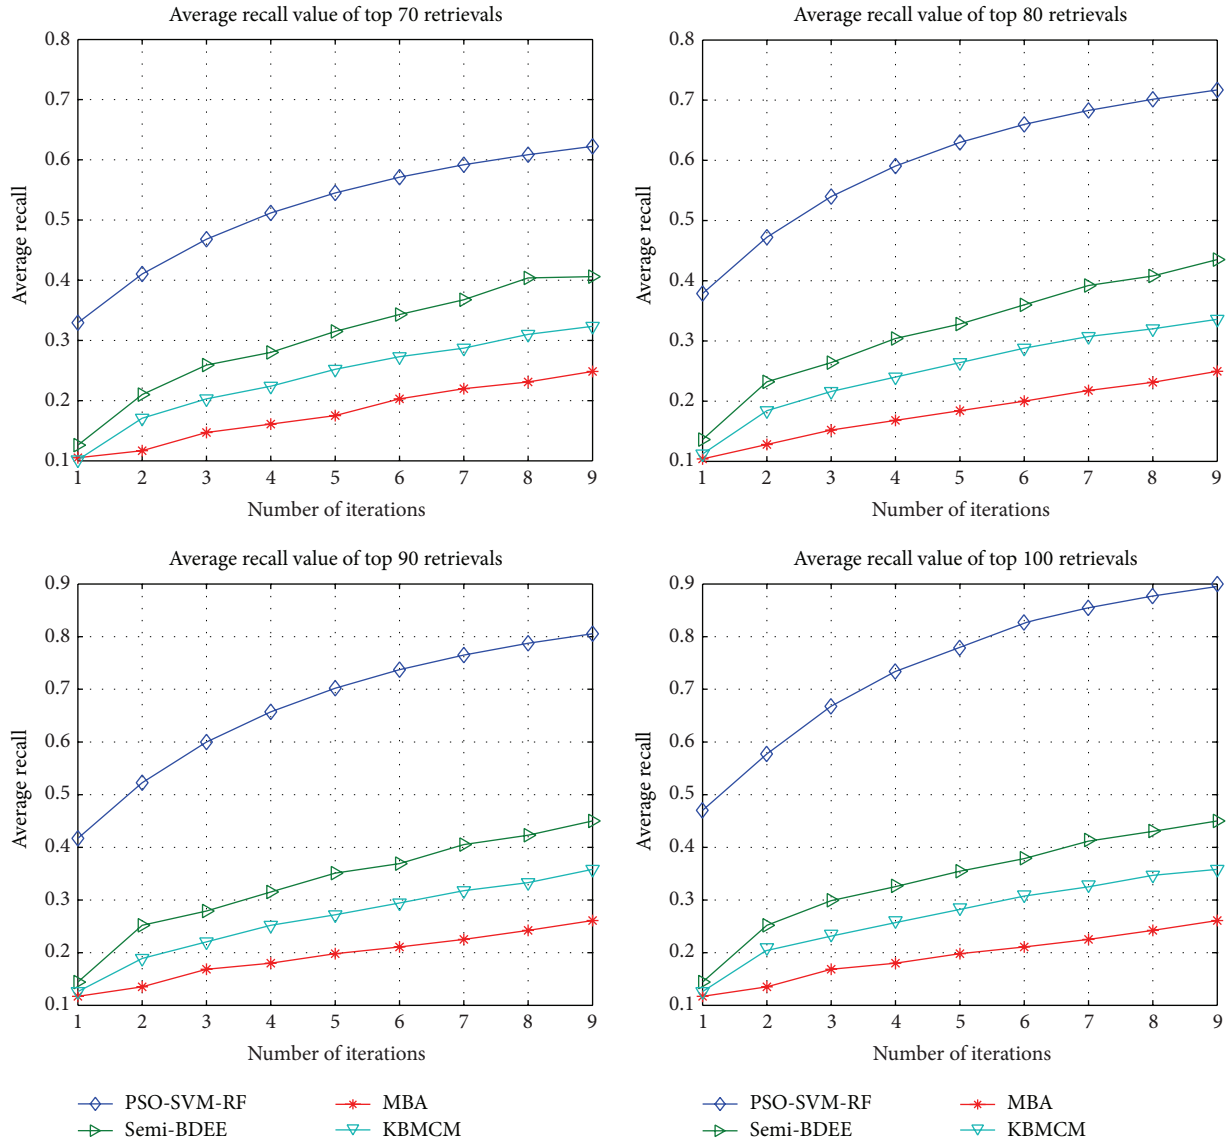 Average recall value of top 70 retrievals
0.8
0.7
0.6
0.5
0.4
0.3
0.2
0.1
Average recall
1 2 3 4 5 6 7 8 9
Number of iterations
Average recall value of top 80 retrievals
0.8
0.7
0.6
0.5
0.4
0.3
0.2
0.1
Average recall
1 2 3 4 5 6 7 8 9
Number of iterations
Average recall value of top 90 retrievals
0.9
0.8
0.7
0.6
0.5
0.4
0.3
0.2
0.1
Average recall
1 2 3 4 5 6 7 8 9
Number of iterations
Average recall value of top 100 retrievals
0.9
0.8
0.7
0.6
0.5
0.4
0.3
0.2
0.1
Average recall
1 2 3 4 5 6 7 8 9
Number of iterations
PSO-SVM-RF MBA
Semi-BDEE KBMCM
PSO-SVM-RF MBA
Semi-BDEE KBMCM